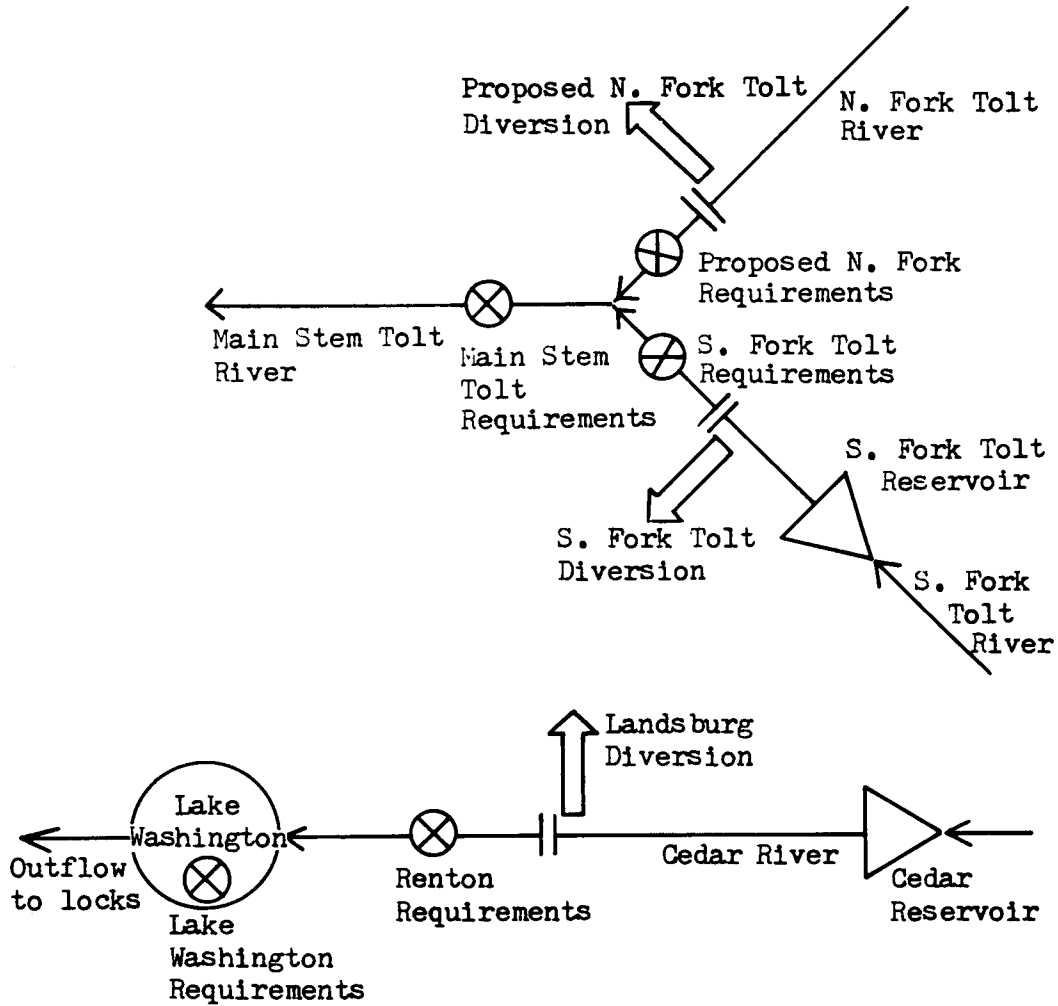 Proposed N. Fork Tolt
Diversion
N. Fork Tolt
River
Proposed N. Fork
Requirements
Main Stem Tolt
River
Main Stem
Tolt
Requirements
S. Fork Tolt
Requirements
S. Fork Tolt
Reservoir
S. Fork Tolt
Diversion
S. Fork
Tolt
River
Landsburg
Diversion
Lake
Washington
Outflow
to locks
Lake
Washington
Requirements
Renton
Requirements
Cedar River
Cedar
Reservoir